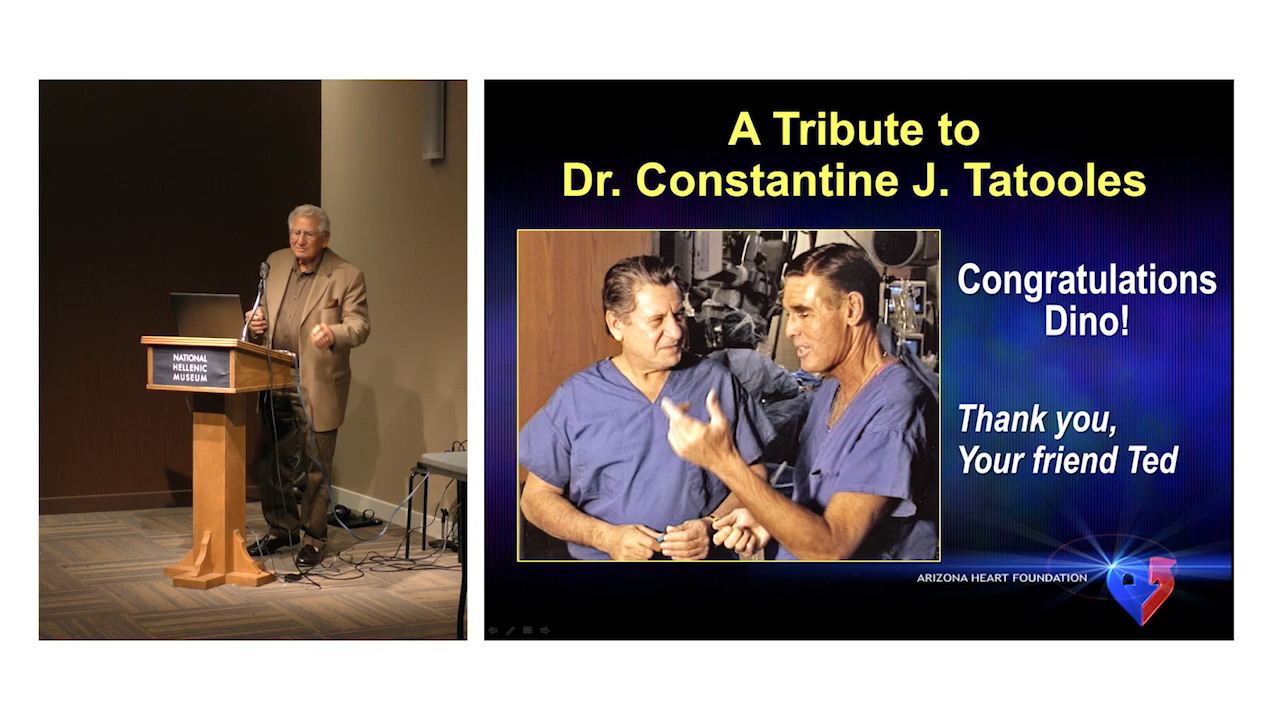 NATIONAL
HELLENIC
MUSEUM
A Tribute to
Dr. Constantine J. Tatooles
Congratulations
Dino!
Thank you,
Your friend Ted
ARIZONA HEART FOUNDATION